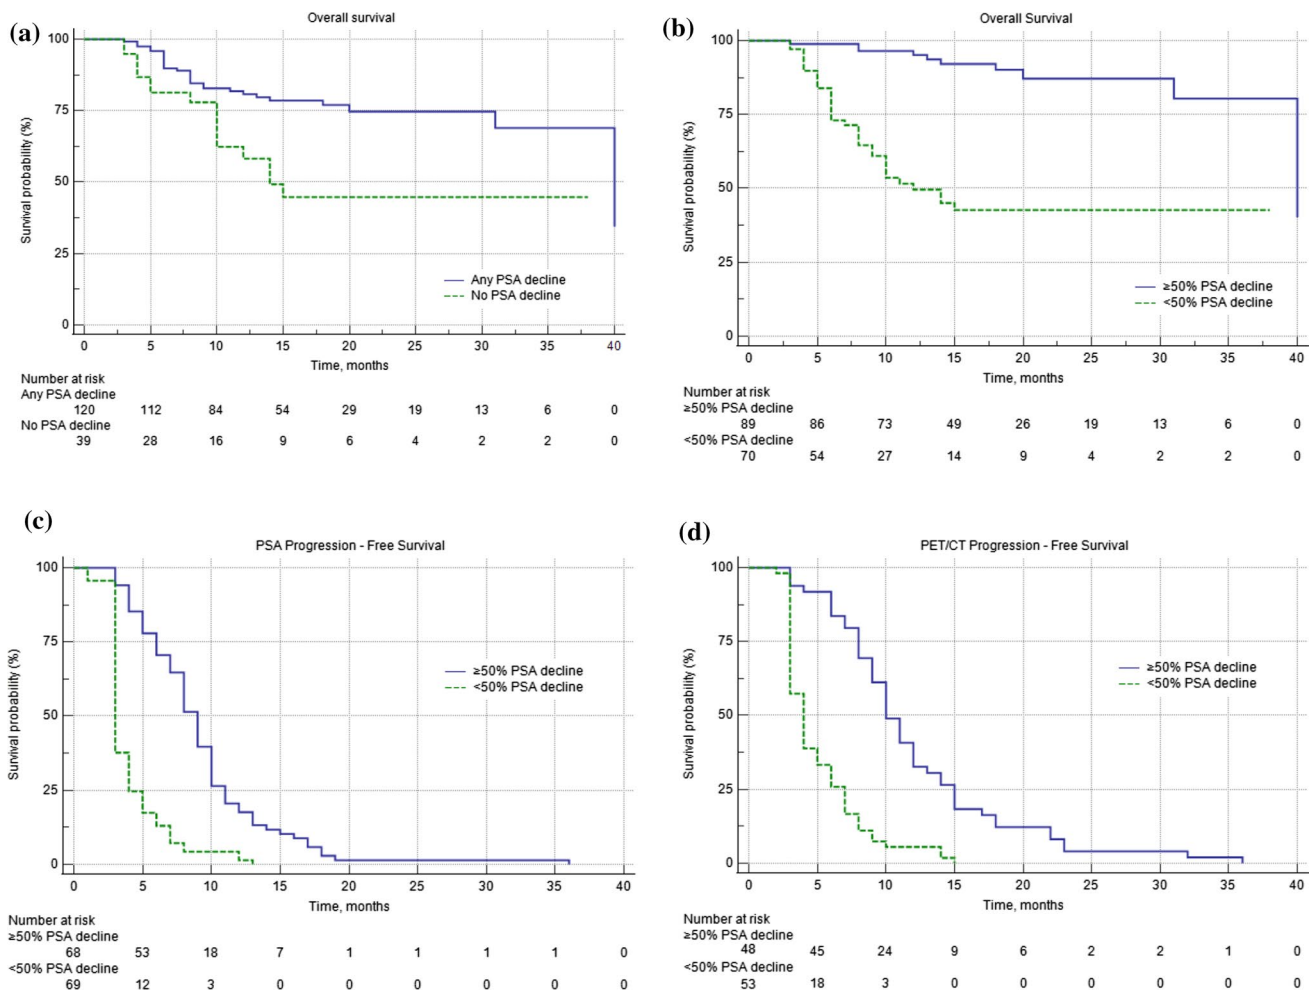 (a)
Overall survival
Survival probability (%)
100
75
50
25
0
Any PSA decline
No PSA decline
0 5 10 15 20 25 30 35 40
Time, months
Number at risk
Any PSA decline
120 112 84 54 29 19 13 6 0
No PSA decline
39 28 16 9 6 4 2 2 0
(b)
Overall Survival
Survival probability (%)
100
75
50
25
0
≥50% PSA decline
<50% PSA decline
0 5 10 15 20 25 30 35 40
Time, months
Number at risk
≥50% PSA decline
89 86 73 49 26 19 13 6 0
<50% PSA decline
70 54 27 14 9 4 2 2 0
(c)
PSA Progression - Free Survival
Survival probability (%)
100
75
50
25
0
≥50% PSA decline
<50% PSA decline
0 5 10 15 20 25 30 35 40
Time, months
Number at risk
≥50% PSA decline
68 53 18 7 1 1 1 1 0
<50% PSA decline
69 12 3 0 0 0 0 0 0
(d)
PET/CT Progression - Free Survival
Survival probability (%)
100
75
50
25
0
≥50% PSA decline
<50% PSA decline
0 5 10 15 20 25 30 35 40
Time, months
Number at risk
≥50% PSA decline
48 45 24 9 6 2 2 1 0
<50% PSA decline
53 18 3 0 0 0 0 0 0